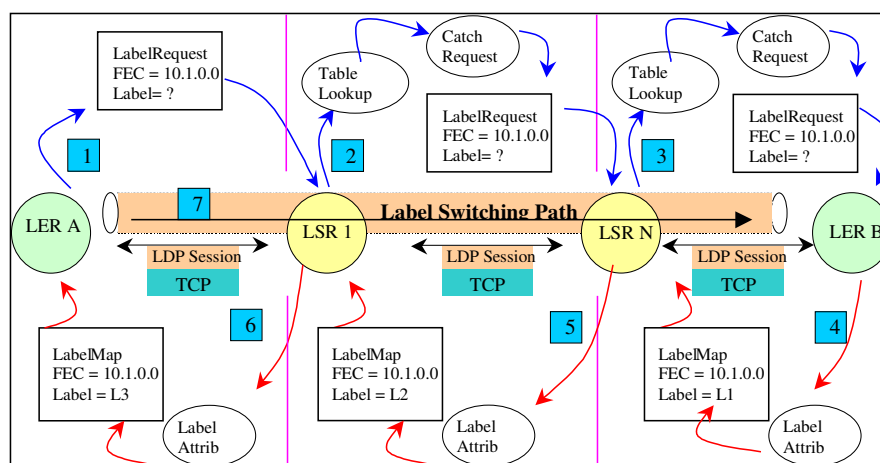 LabelRequest
FEC = 10.1.0.0
Label= ?
Table
Lookup
Catch
Request
LabelRequest
FEC = 10.1.0.0
Label= ?
Table
Lookup
Catch
Request
LabelRequest
FEC = 10.1.0.0
Label= ?
1
2
3
7
Label Switching Path
LER A
LSR 1
LSR N
LER B
LDP Session
TCP
LDP Session
TCP
LDP Session
TCP
6
5
4
LabelMap
FEC = 10.1.0.0
Label = L3
LabelMap
FEC = 10.1.0.0
Label = L2
LabelMap
FEC = 10.1.0.0
Label = L1
Label
Attrib
Label
Attrib
Label
Attrib